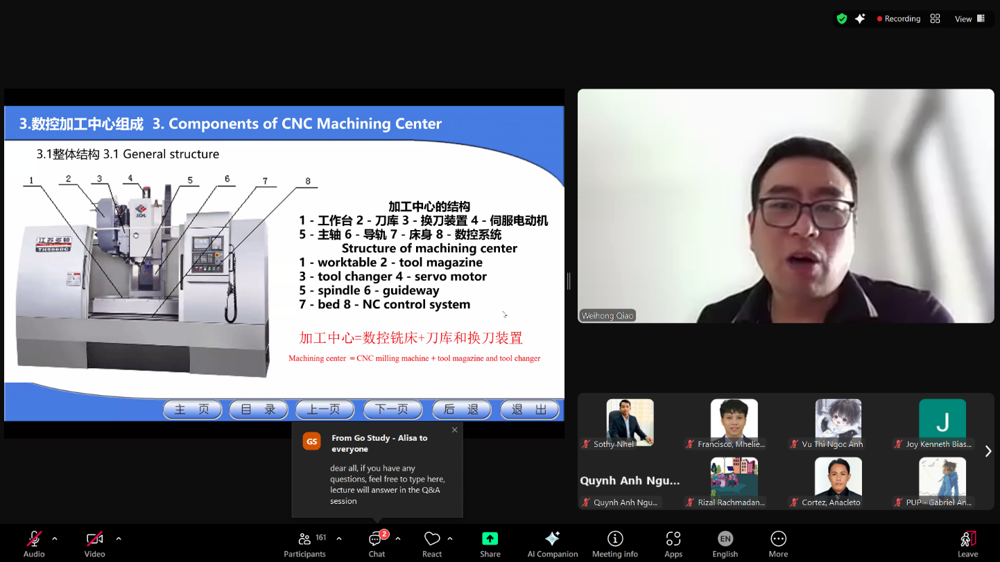 Recording
View
3.数控加工中心组成 3. Components of CNC Machining Center
3.1整体结构 3.1 General structure
1 2 3 4 5 6 7 8
加工中心的结构
1 - 工作台 2 - 刀库 3 - 换刀装置 4 - 伺服电动机
5 - 主轴 6 - 导轨 7 - 床身 8 - 数控系统
Structure of machining center
1 - worktable 2 - tool magazine
3 - tool changer 4 - servo motor
5 - spindle 6 - guideway
7 - bed 8 - NC control system
加工中心=数控铣床+刀库和换刀装置
Machining center = CNC milling machine + tool magazine and tool changer
主 页 目 录 上一页 下一页 后 退 退 出
GS
From Go Study - Alisa to
everyone
dear all, if you have any
questions, feel free to type here,
lecture will answer in the Q&A
session
Weihong Qiao
Sothy Nhel
Francisco, Mhelie...
Vu Thi Ngoc Anh
J
Joy Kenneth Bias...
Quynh Anh Ngu...
Quynh Anh Ngu...
Rizal Rachmadan...
Cortez, Anacleto
PUP - Gabriel An...
Audio
Video
161
Participants
2
Chat
React
Share
AI Companion
Meeting info
Apps
EN
English
More
Leave